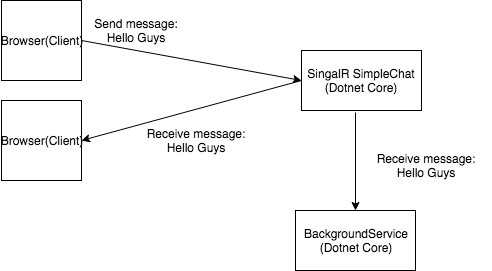 Send message:
Hello Guys
Browser(Client)
SingalR SimpleChat
(Dotnet Core)
Browser(Client)
Receive message:
Hello Guys
Receive message:
Hello Guys
BackgroundService
(Dotnet Core)